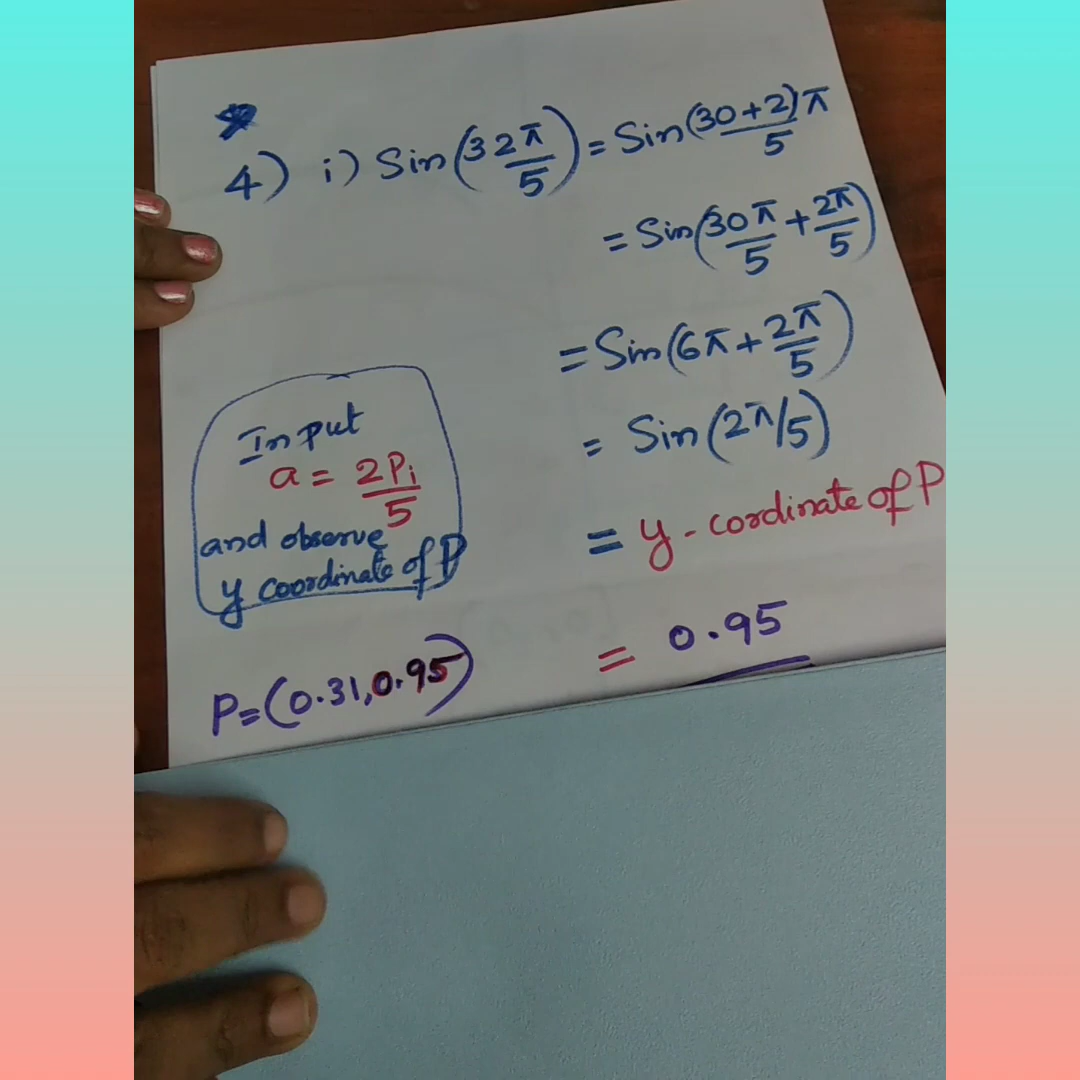 4) i) Sin(32π/5) = Sin(30+2)π/5
= Sin(30π/5 + 2π/5)
= Sin(6π + 2π/5)
= Sin(2π/5)
= y-cordinate of P
= 0.95
Input
a = 2Pi/5
and observe
y coordinate of P
P=(0.31,0.95)